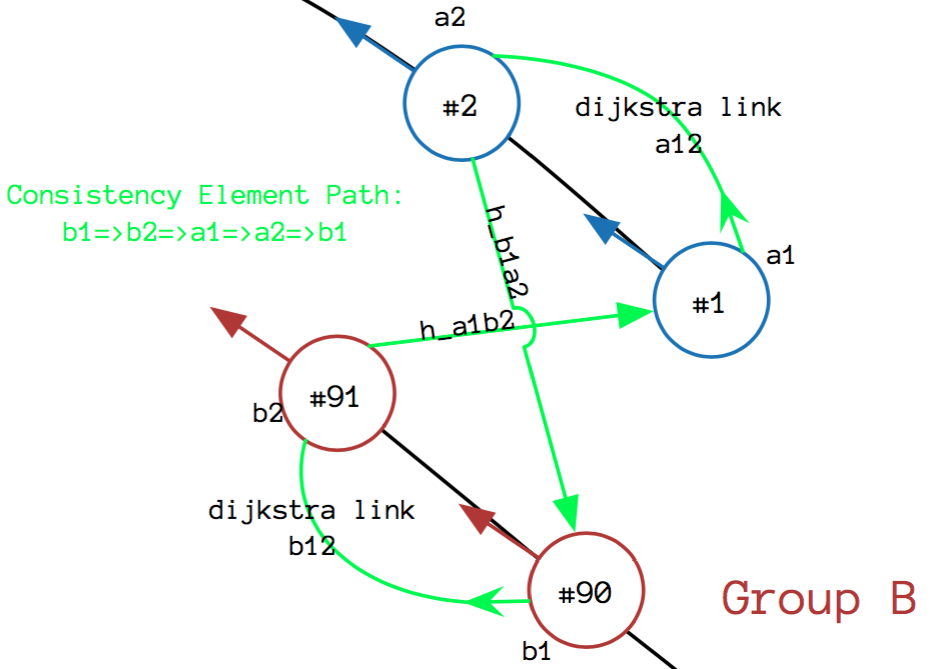 a2
#2
dijkstra link
a12
Consistency Element Path:
b1=>b2=>a1=>a2=>b1
h_b1a2
a1
#1
h_a1b2
#91
b2
dijkstra link
b12
#90
Group B
b1